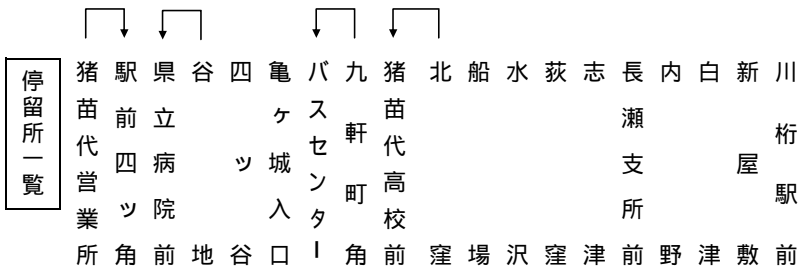 停留所一覧
猪苗代営業所
駅前四ッ角
県立病院前
谷地
四ッ谷
亀ヶ城入口
バスセンター
九軒町角
猪苗代高校前
北窪
船場
水沢
荻窪
志津
長瀬支所前
内野
白津
新屋敷
川桁駅前